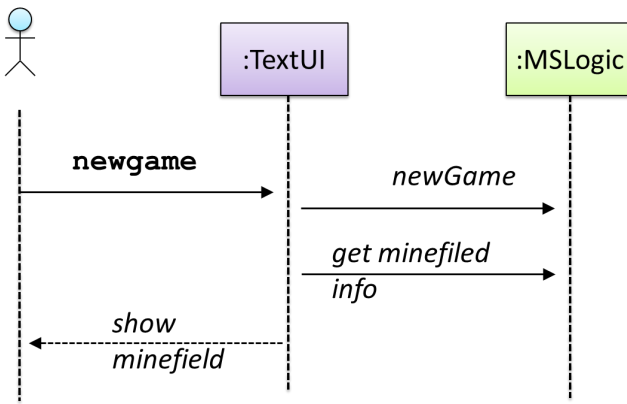 :TextUI
:MSLogic
newgame
newGame
get minefiled
info
show
minefield